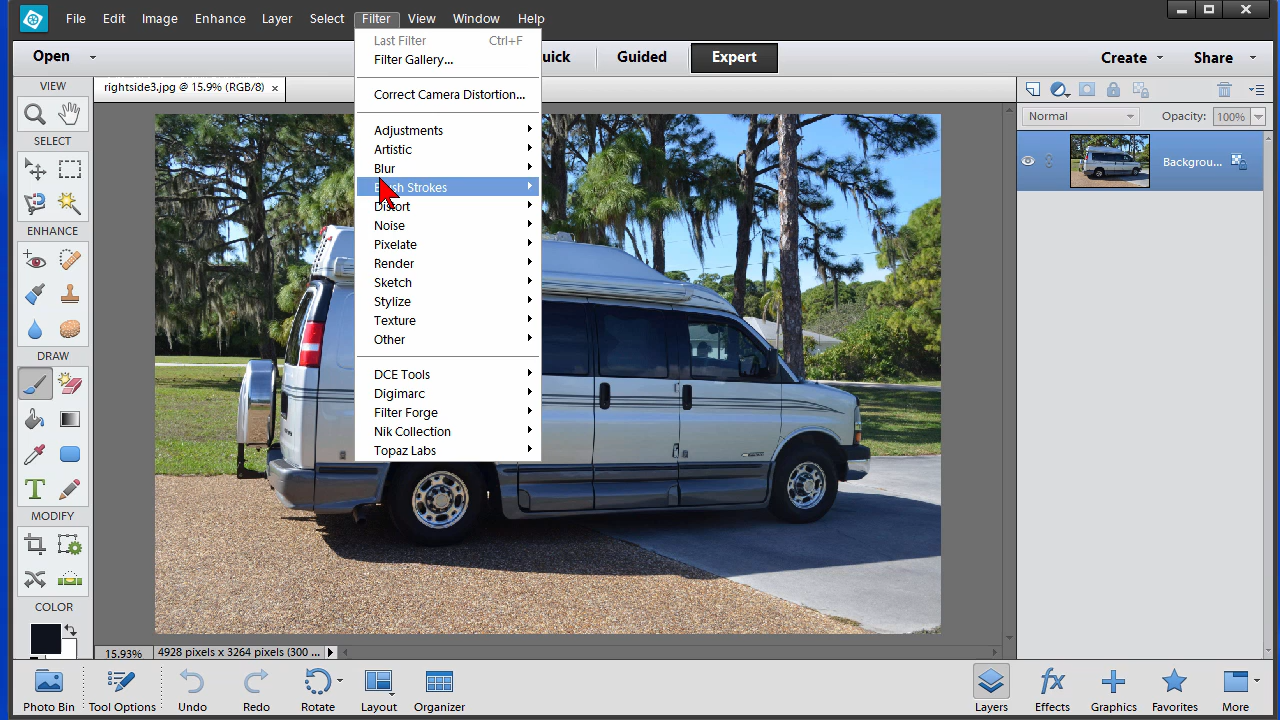 File Edit Image Enhance Layer Select Filter View Window Help
Open
Quick Guided Expert
Create Share
rightside3.jpg @ 15.9% (RGB/8) ×
Last Filter Ctrl+F
Filter Gallery...
Correct Camera Distortion...
Adjustments
Artistic
Blur
Brush Strokes
Distort
Noise
Pixelate
Render
Sketch
Stylize
Texture
Other
DCE Tools
Digimarc
Filter Forge
Nik Collection
Topaz Labs
VIEW
SELECT
ENHANCE
DRAW
MODIFY
COLOR
Normal Opacity: 100%
Backgrou...
15.93% 4928 pixels x 3264 pixels (300 ...
Photo Bin Tool Options Undo Redo Rotate Layout Organizer
Layers Effects Graphics Favorites More